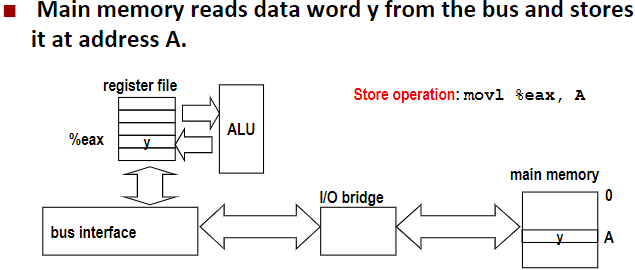 Main memory reads data word y from the bus and stores
it at address A.
register file
Store operation: movl %eax, A
ALU
%eax
y
main memory
I/O bridge
0
bus interface
y
A